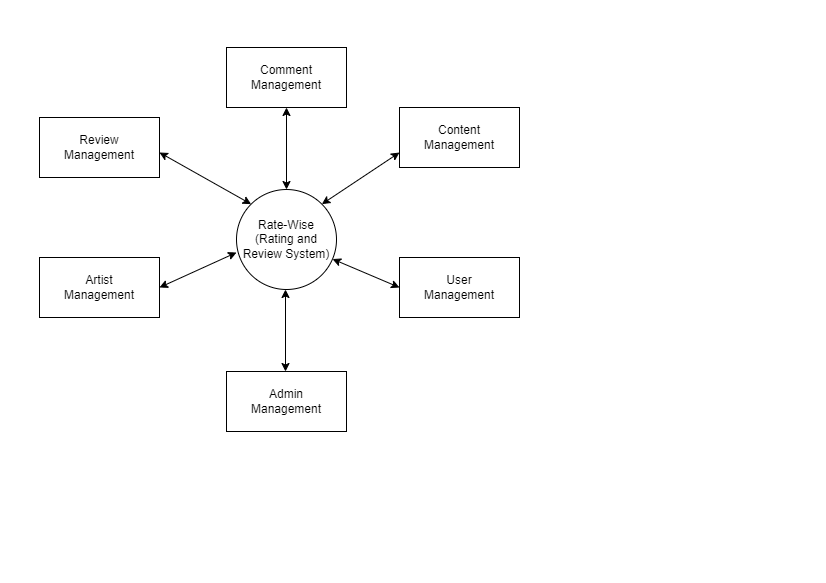 Comment
Management
Content
Management
Review
Management
Rate-Wise
(Rating and
Review System)
Artist
Management
User
Management
Admin
Management